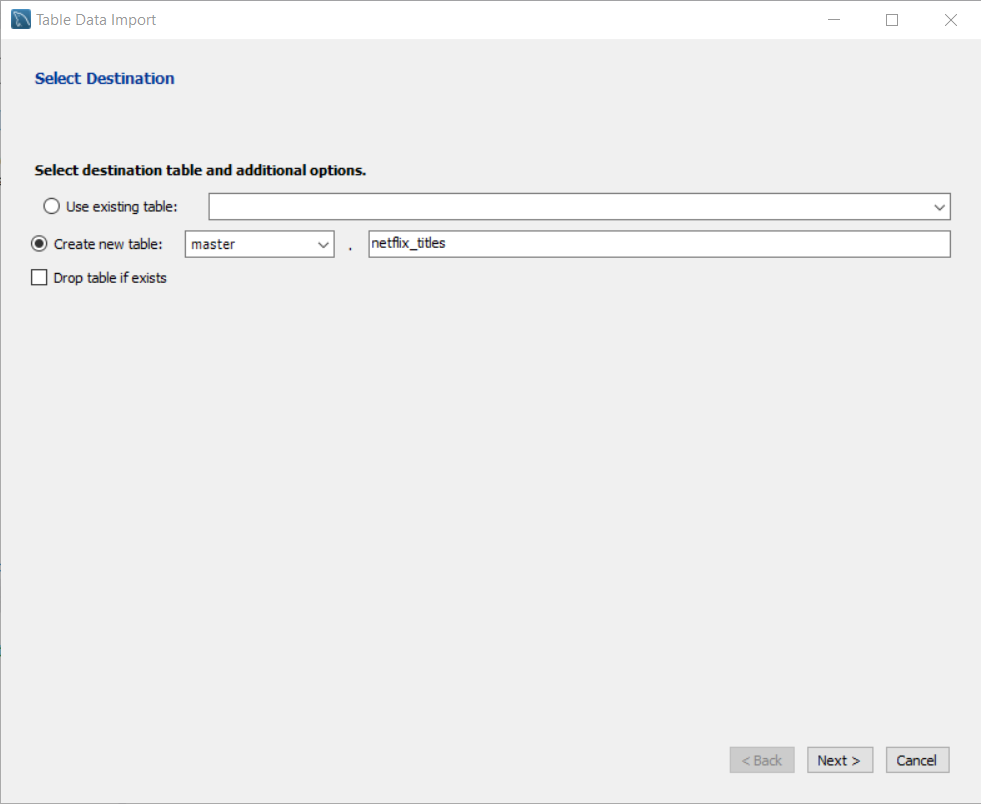 Table Data Import
Select Destination
Select destination table and additional options.
Use existing table:
Create new table: master . netflix_titles
Drop table if exists
< Back Next > Cancel